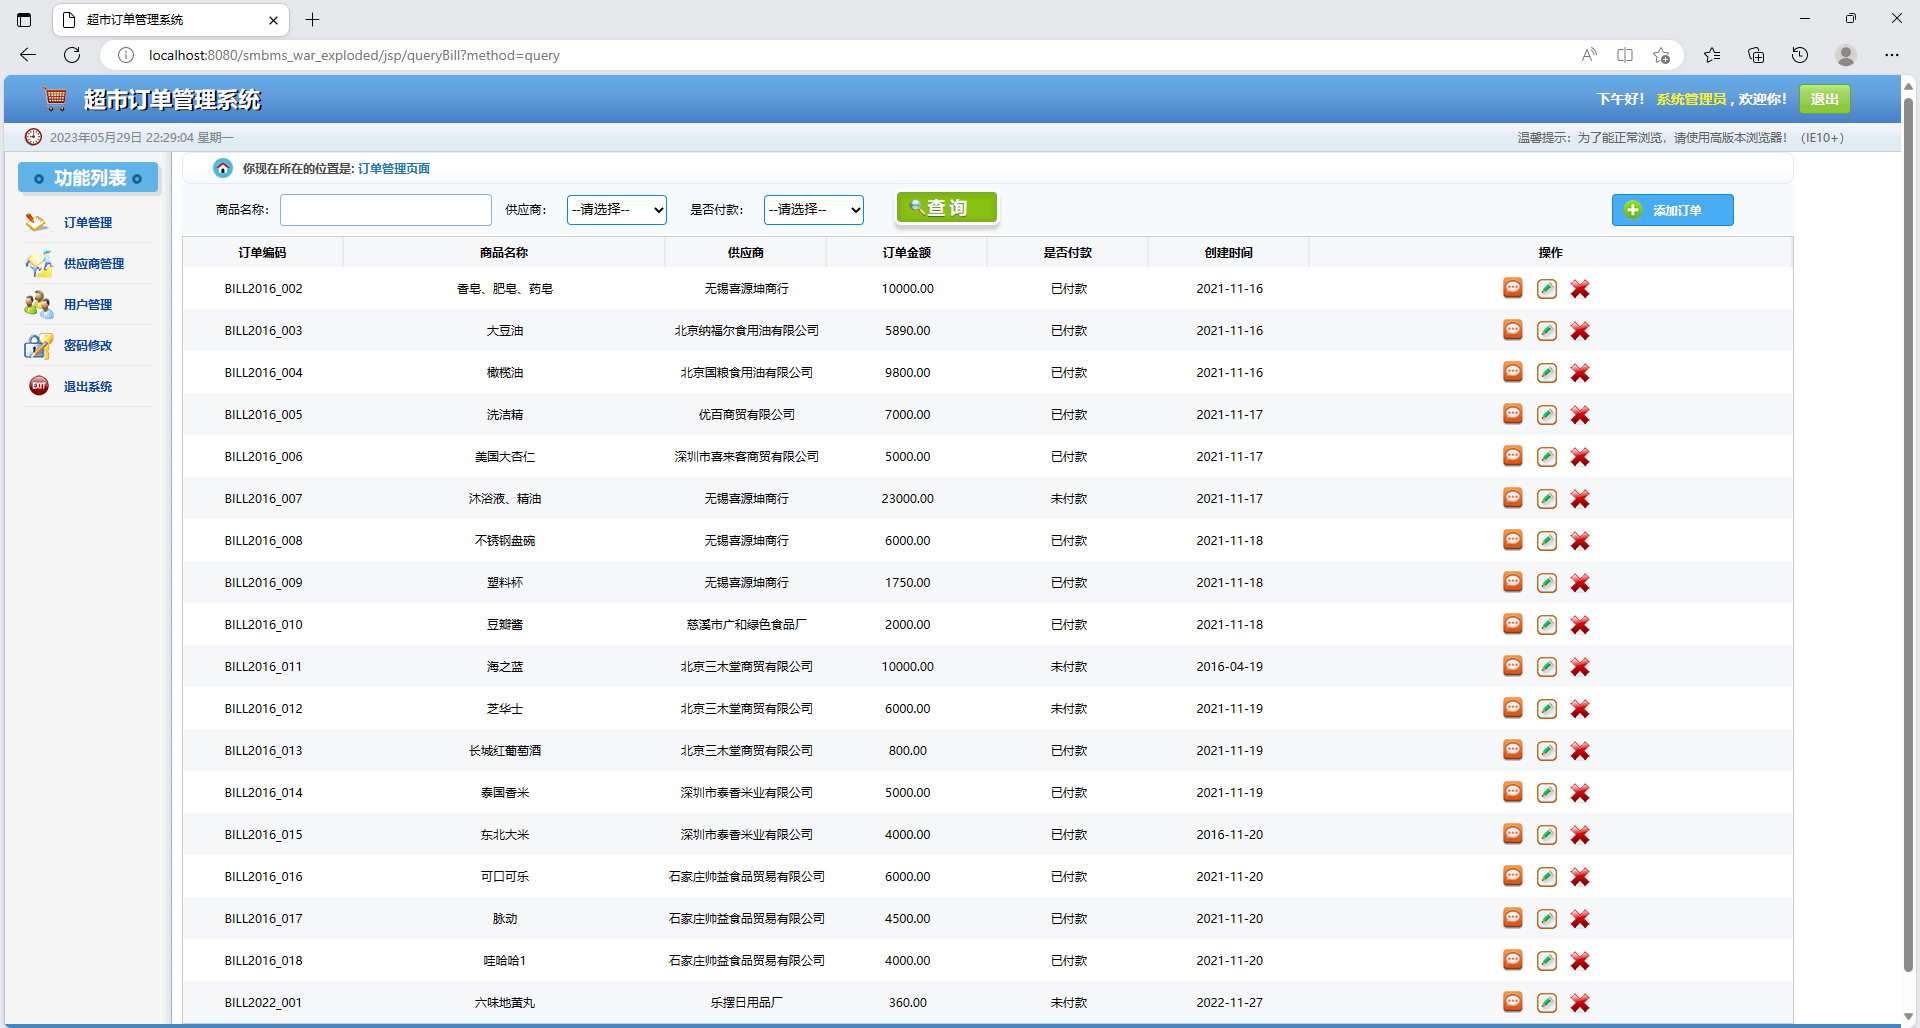 超市订单管理系统
localhost:8080/smbms_war_exploded/jsp/queryBill?method=query
超市订单管理系统
下午好! 系统管理员 , 欢迎你! 退出
2023年05月29日 22:29:04 星期一
温馨提示：为了能正常浏览，请使用高版本浏览器！（IE10+）
功能列表
订单管理
供应商管理
用户管理
密码修改
EXIT 退出系统
你现在所在的位置是: 订单管理页面
商品名称： 供应商： --请选择-- 是否付款： --请选择-- 查询 添加订单
订单编码 商品名称 供应商 订单金额 是否付款 创建时间 操作
BILL2016_002 香皂、肥皂、药皂 无锡喜源坤商行 10000.00 已付款 2021-11-16
BILL2016_003 大豆油 北京纳福尔食用油有限公司 5890.00 已付款 2021-11-16
BILL2016_004 橄榄油 北京国粮食用油有限公司 9800.00 已付款 2021-11-16
BILL2016_005 洗洁精 优百商贸有限公司 7000.00 已付款 2021-11-17
BILL2016_006 美国大杏仁 深圳市喜来客商贸有限公司 5000.00 已付款 2021-11-17
BILL2016_007 沐浴液、精油 无锡喜源坤商行 23000.00 未付款 2021-11-17
BILL2016_008 不锈钢盘碗 无锡喜源坤商行 6000.00 已付款 2021-11-18
BILL2016_009 塑料杯 无锡喜源坤商行 1750.00 已付款 2021-11-18
BILL2016_010 豆瓣酱 慈溪市广和绿色食品厂 2000.00 已付款 2021-11-18
BILL2016_011 海之蓝 北京三木堂商贸有限公司 10000.00 未付款 2016-04-19
BILL2016_012 芝华士 北京三木堂商贸有限公司 6000.00 未付款 2021-11-19
BILL2016_013 长城红葡萄酒 北京三木堂商贸有限公司 800.00 已付款 2021-11-19
BILL2016_014 泰国香米 深圳市泰香米业有限公司 5000.00 已付款 2021-11-19
BILL2016_015 东北大米 深圳市泰香米业有限公司 4000.00 已付款 2016-11-20
BILL2016_016 可口可乐 石家庄帅益食品贸易有限公司 6000.00 已付款 2021-11-20
BILL2016_017 脉动 石家庄帅益食品贸易有限公司 4500.00 已付款 2021-11-20
BILL2016_018 哇哈哈1 石家庄帅益食品贸易有限公司 4000.00 已付款 2021-11-20
BILL2022_001 六味地黄丸 乐摆日用品厂 360.00 未付款 2022-11-27